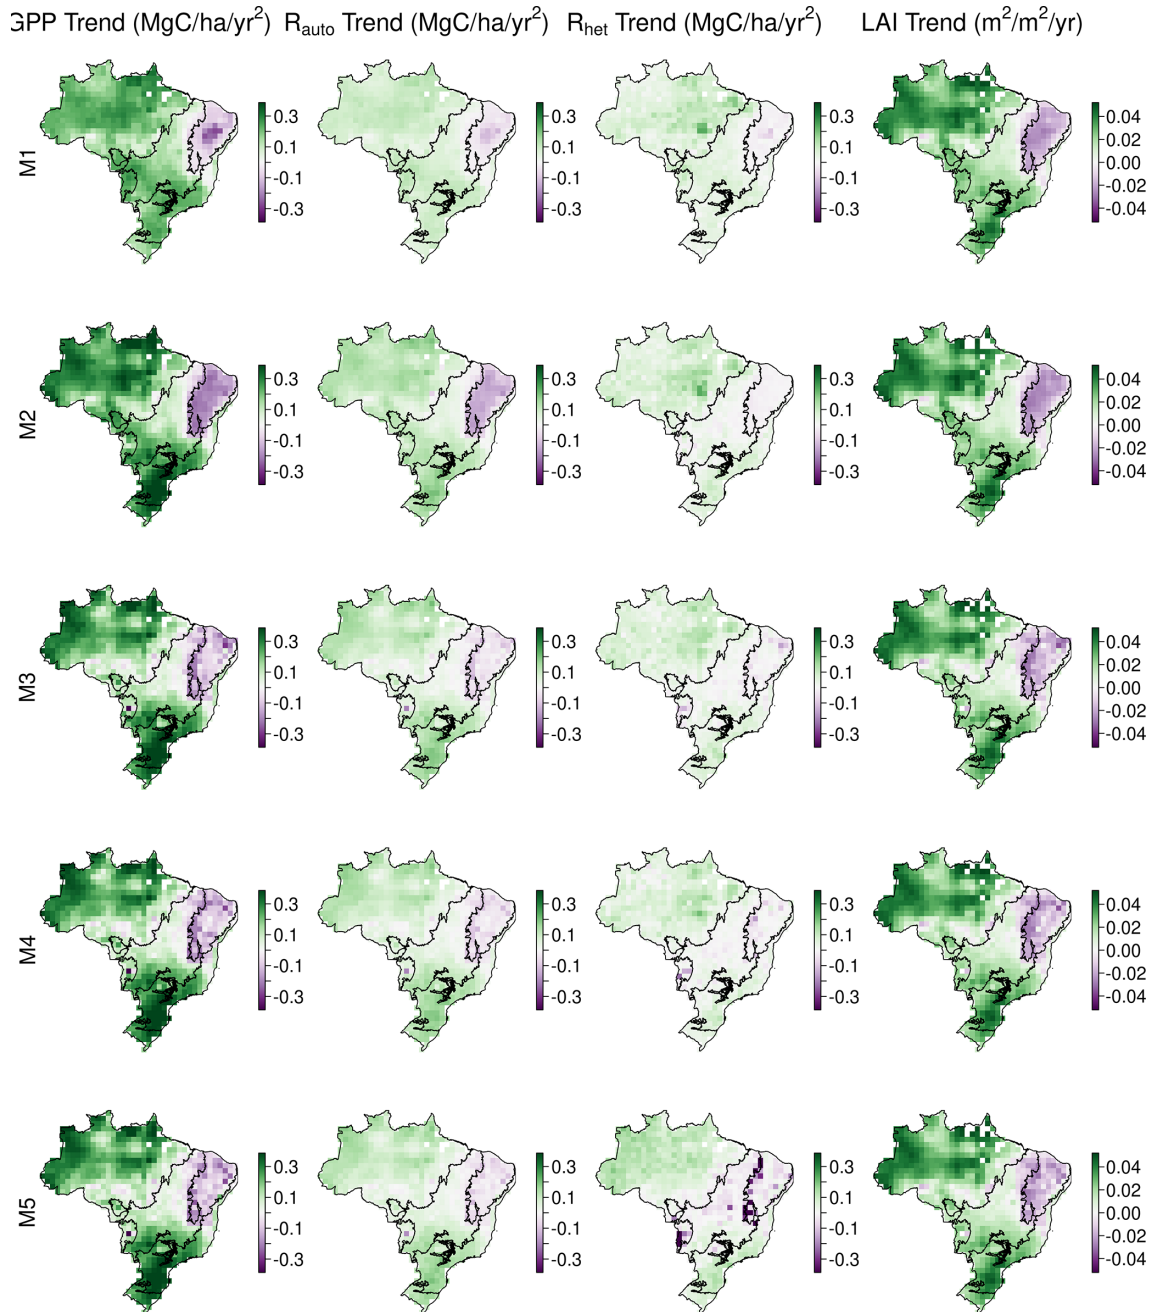 GPP Trend (MgC/ha/yr²) R_auto Trend (MgC/ha/yr²) R_het Trend (MgC/ha/yr²) LAI Trend (m²/m²/yr)
M1
0.3 0.3 0.3 0.04
0.1 0.1 0.1 0.02
-0.1 -0.1 -0.1 0.00
-0.3 -0.3 -0.3 -0.02
-0.04
M2
0.3 0.3 0.3 0.04
0.1 0.1 0.1 0.02
-0.1 -0.1 -0.1 0.00
-0.3 -0.3 -0.3 -0.02
-0.04
M3
0.3 0.3 0.3 0.04
0.1 0.1 0.1 0.02
-0.1 -0.1 -0.1 0.00
-0.3 -0.3 -0.3 -0.02
-0.04
M4
0.3 0.3 0.3 0.04
0.1 0.1 0.1 0.02
-0.1 -0.1 -0.1 0.00
-0.3 -0.3 -0.3 -0.02
-0.04
M5
0.3 0.3 0.3 0.04
0.1 0.1 0.1 0.02
-0.1 -0.1 -0.1 0.00
-0.3 -0.3 -0.3 -0.02
-0.04